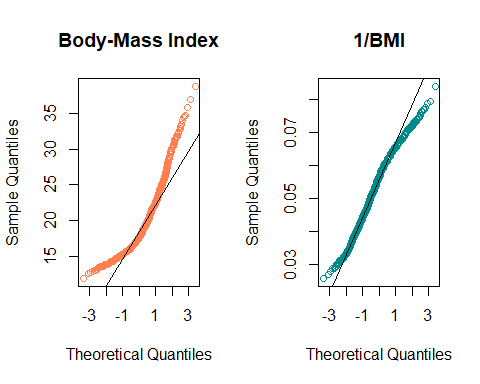 Body-Mass Index
Sample Quantiles
15 20 25 30 35
-3 -1 1 3
Theoretical Quantiles
1/BMI
Sample Quantiles
0.03 0.05 0.07
-3 -1 1 3
Theoretical Quantiles